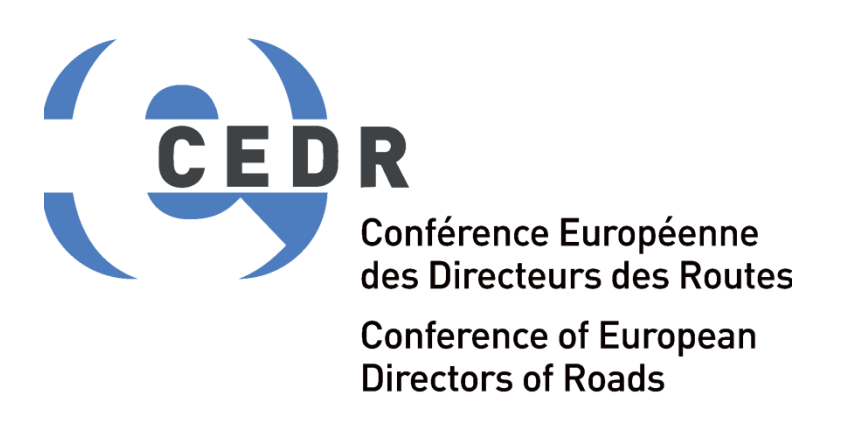 CEDR
Conférence Européenne
des Directeurs des Routes
Conference of European
Directors of Roads